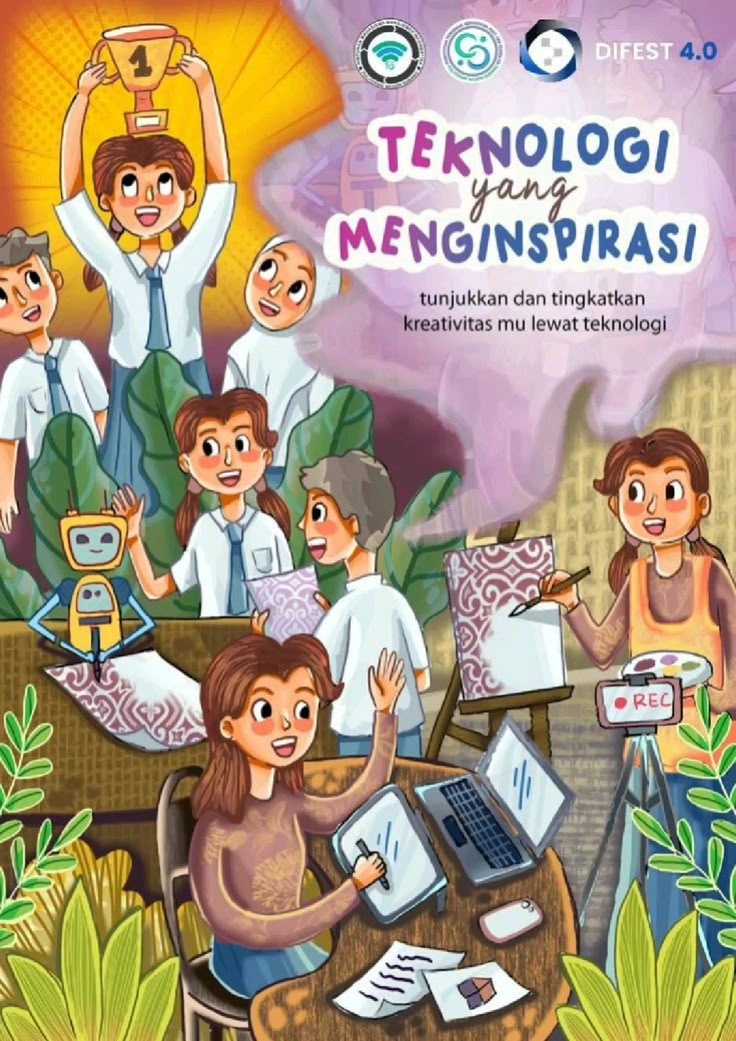 DIFEST 4.0
TEKNOLOGI
yang
MENGINSPIRASI
tunjukkan dan tingkatkan
kreativitas mu lewat teknologi
1
REC